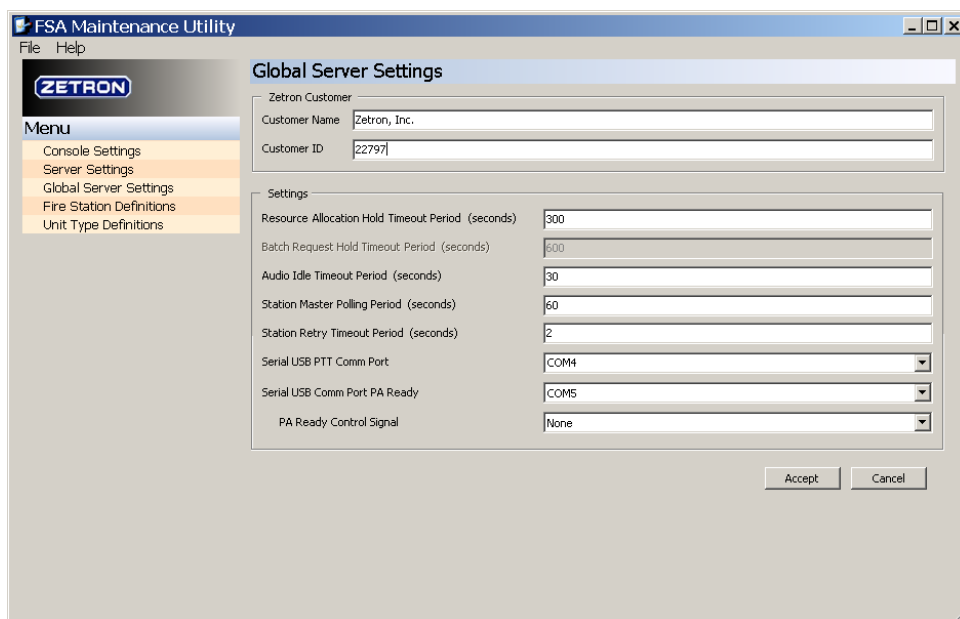 FSA Maintenance Utility
File Help
ZETRON
Menu
Console Settings
Server Settings
Global Server Settings
Fire Station Definitions
Unit Type Definitions
Global Server Settings
Zetron Customer
Customer Name Zetron, Inc.
Customer ID 22797
Settings
Resource Allocation Hold Timeout Period (seconds) 300
Batch Request Hold Timeout Period (seconds) 600
Audio Idle Timeout Period (seconds) 30
Station Master Polling Period (seconds) 60
Station Retry Timeout Period (seconds) 2
Serial USB PTT Comm Port COM4
Serial USB Comm Port PA Ready COM5
PA Ready Control Signal None
Accept Cancel